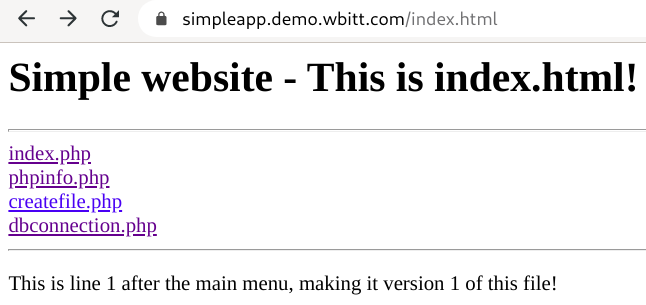 simpleapp.demo.wbitt.com/index.html
Simple website - This is index.html!
index.php
phpinfo.php
createfile.php
dbconnection.php
This is line 1 after the main menu, making it version 1 of this file!